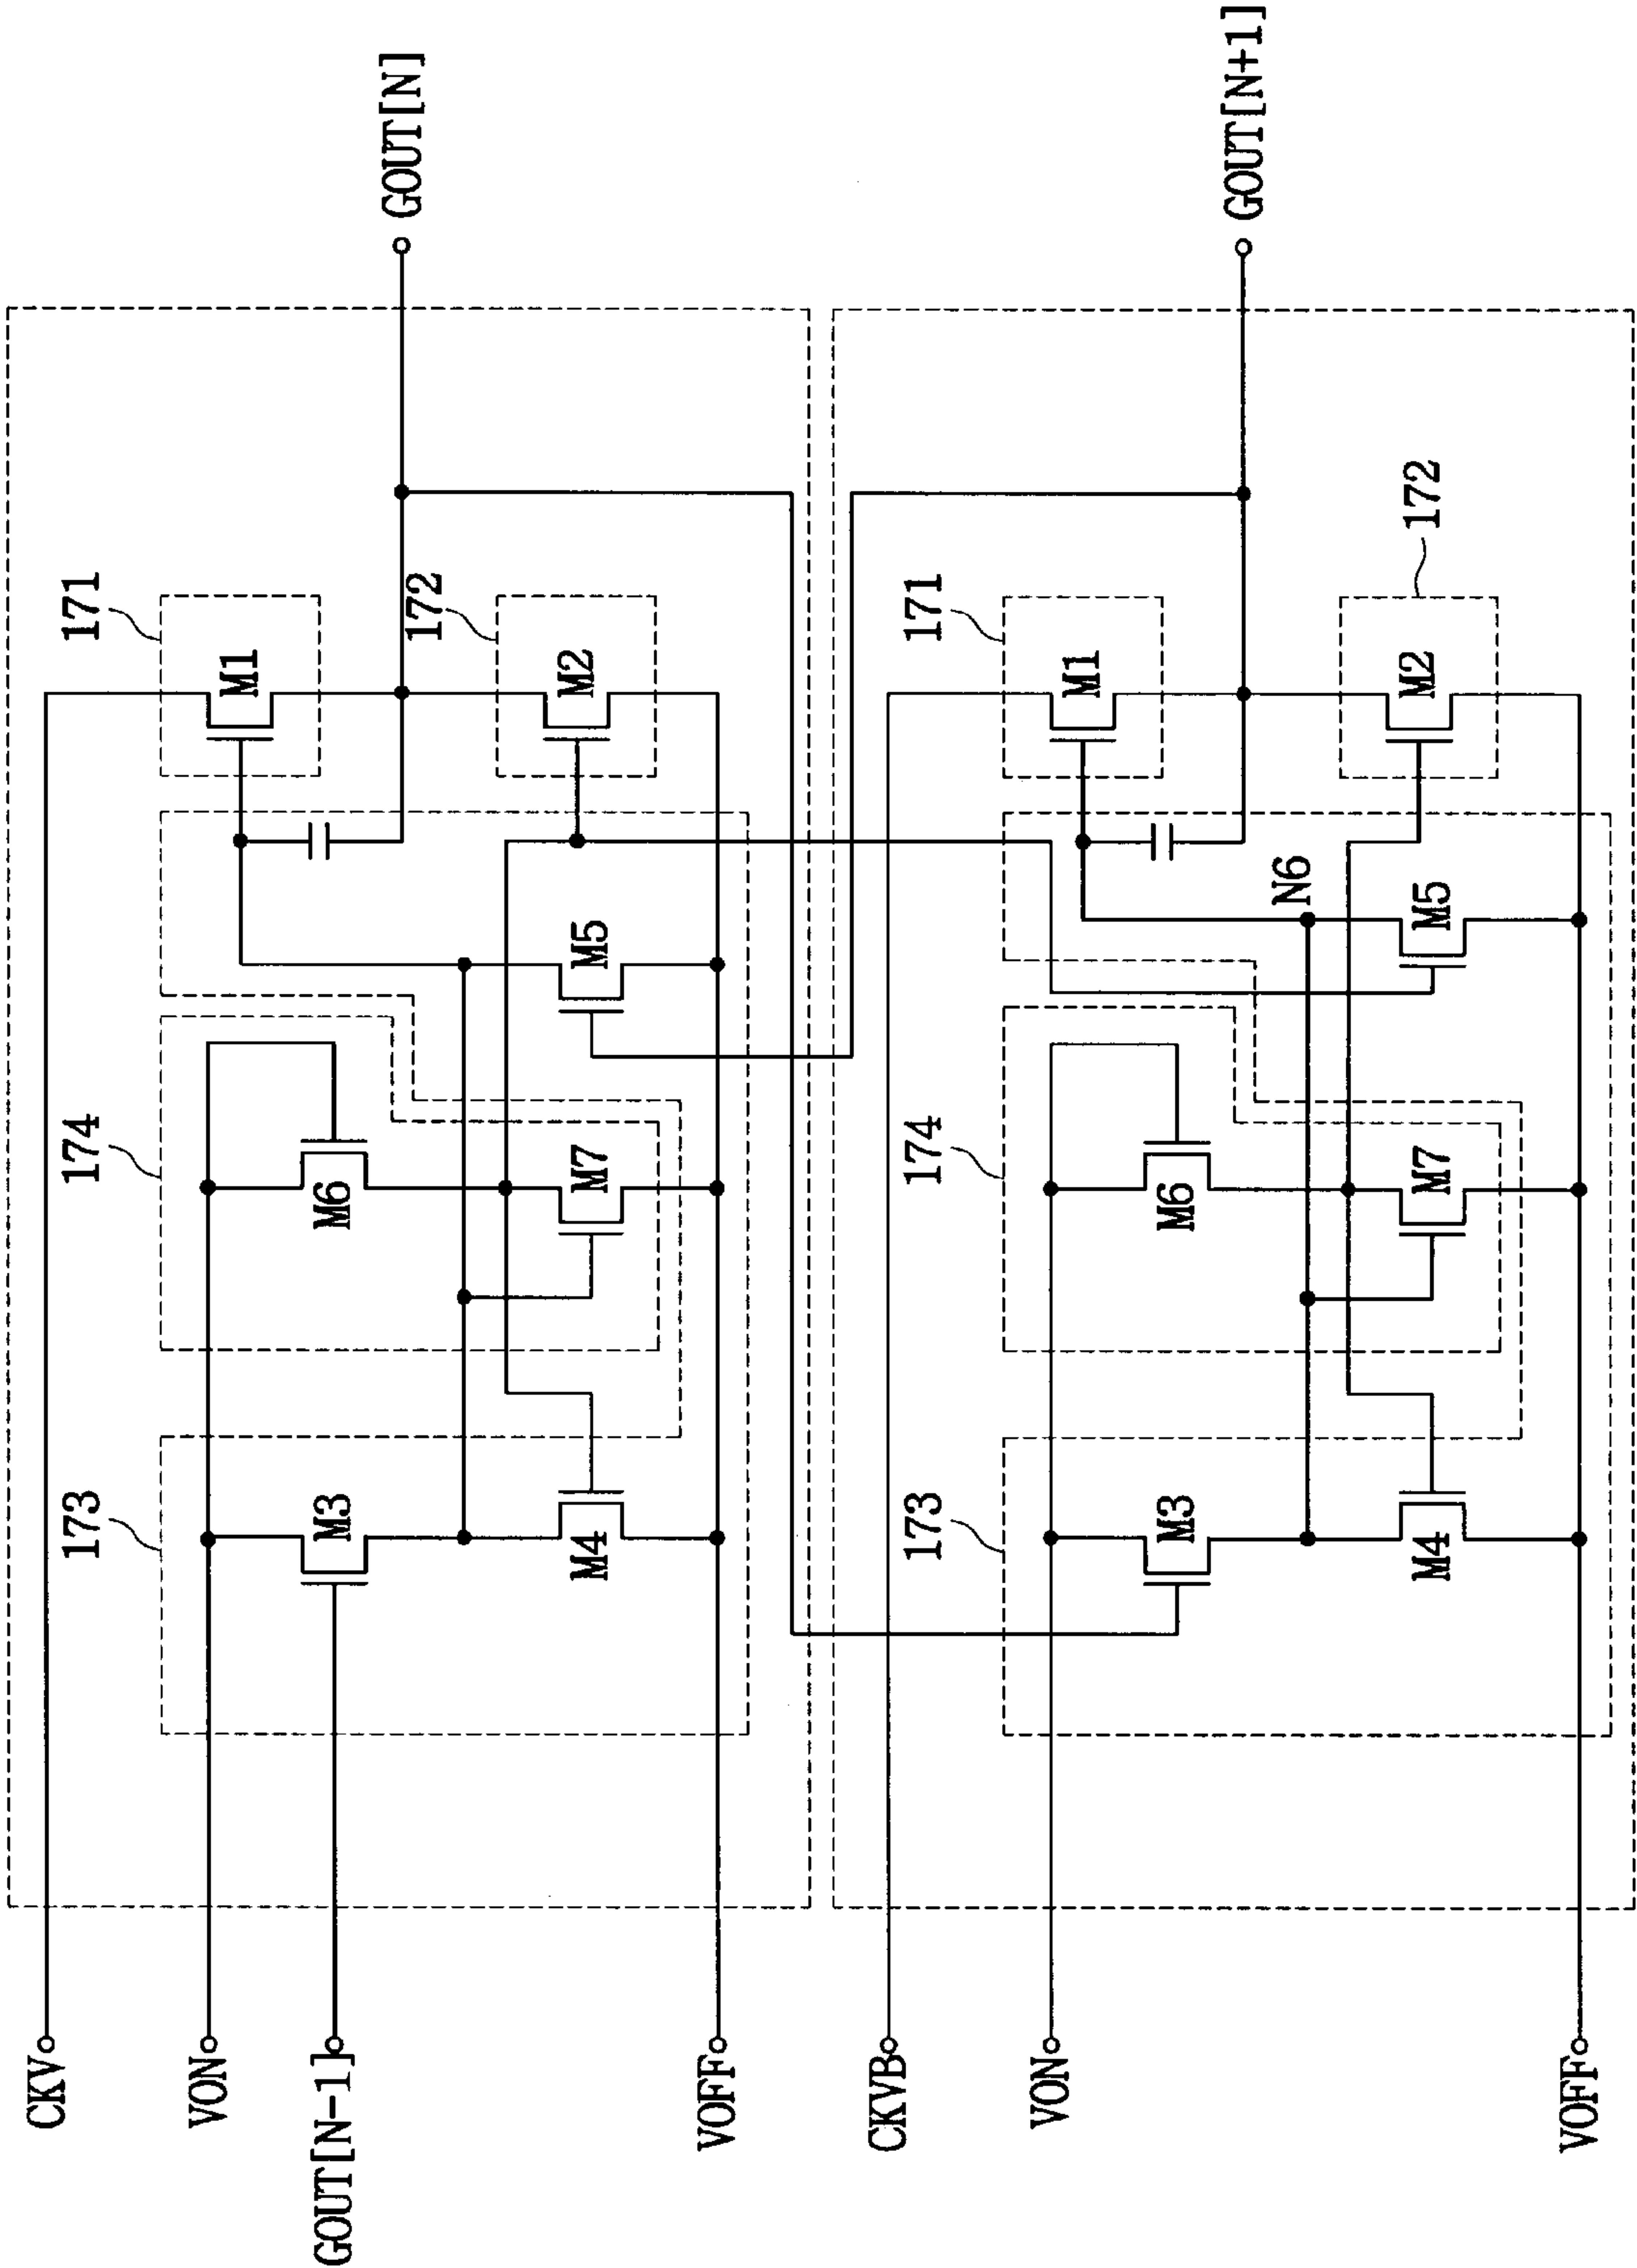 CKV
VON
GOUT[N-1]
VOFF
173
M3
M4
174
M6
M7
M5
171
M1
172
M2
GOUT[N]
CKVB
VON
VOFF
173
M3
M4
174
M6
M7
N6
M5
171
M1
172
M2
GOUT[N+1]